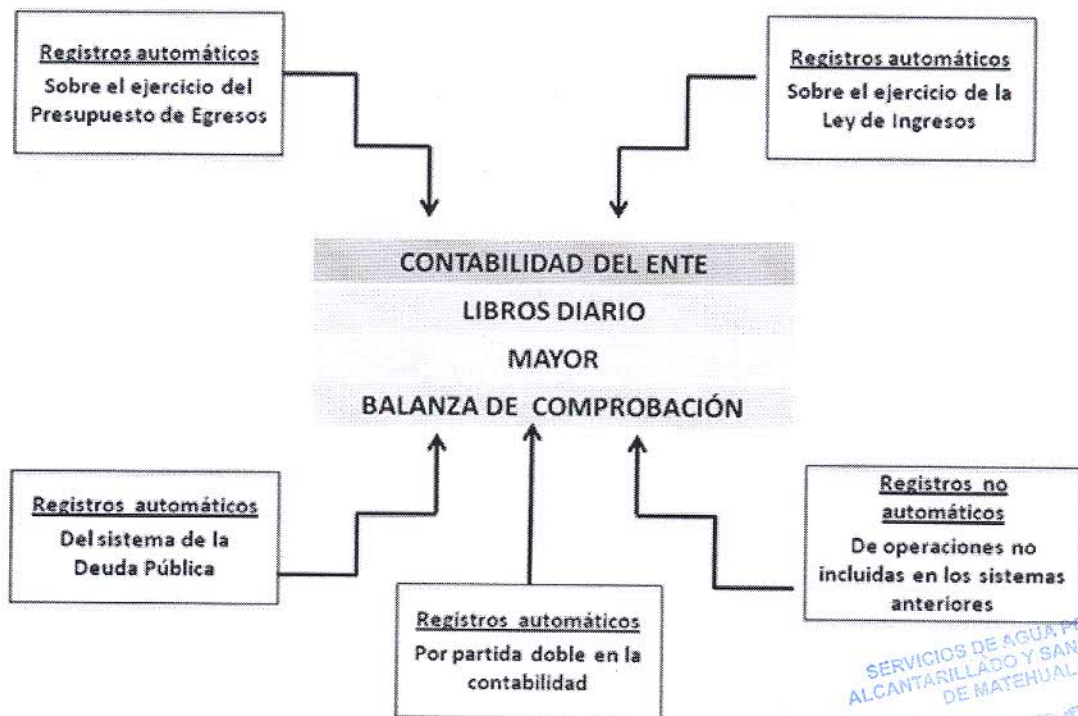 Registros automáticos
Sobre el ejercicio del
Presupuesto de Egresos
Registros automáticos
Sobre el ejercicio de la
Ley de Ingresos
CONTABILIDAD DEL ENTE
LIBROS DIARIO
MAYOR
BALANZA DE COMPROBACIÓN
Registros automáticos
Del sistema de la
Deuda Pública
Registros automáticos
Por partida doble en la
contabilidad
Registros no
automáticos
De operaciones no
incluidas en los sistemas
anteriores
SERVICIOS DE AGUA
ALCANTARILLADO Y
DE